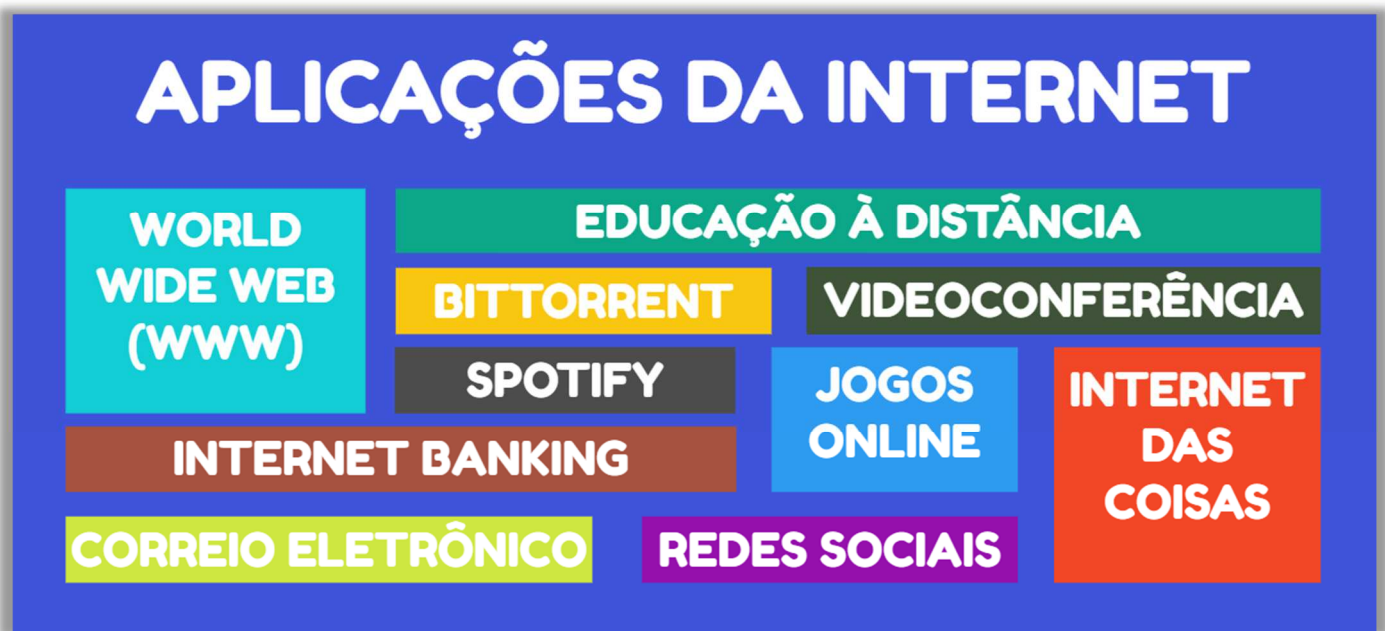 APLICAÇÕES DA INTERNET
WORLD
WIDE WEB
(WWW)
EDUCAÇÃO À DISTÂNCIA
BITTORRENT
VIDEOCONFERÊNCIA
SPOTIFY
JOGOS
ONLINE
INTERNET
DAS
COISAS
INTERNET BANKING
CORREIO ELETRÔNICO
REDES SOCIAIS